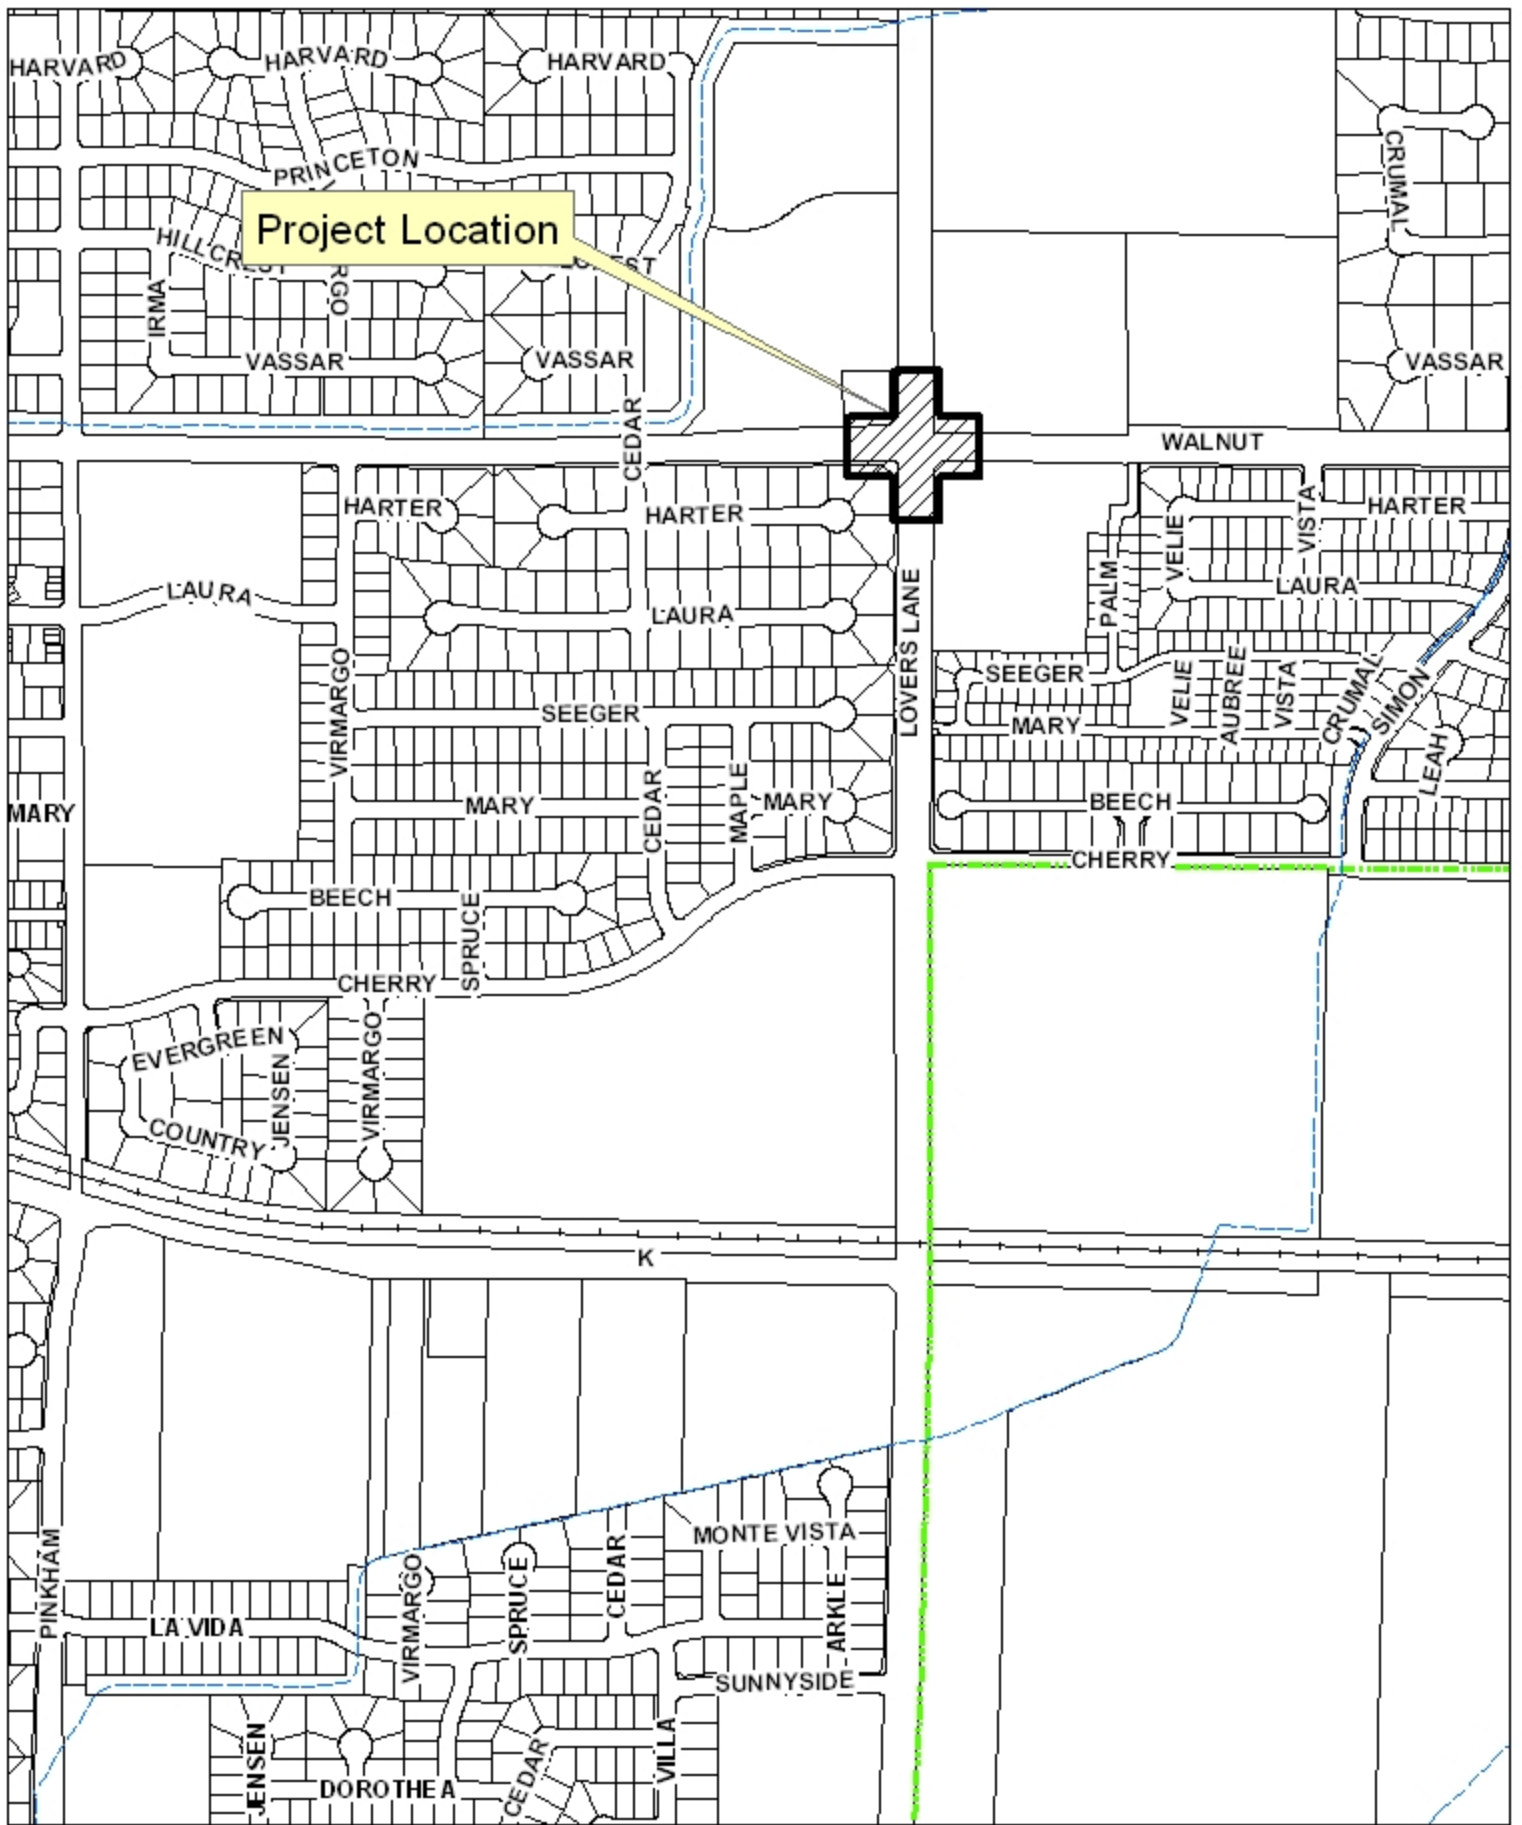 HARVARD
HARVARD
HARVARD
CRUMAL
PRINCETON
Project Location
HILLCREST
IRMA
VASSAR
VASSAR
VASSAR
CEDAR
WALNUT
HARTER
HARTER
VISTA
HARTER
VELIE
LAURA
PALM
LAURA
LAURA
LOVERS LANE
VIRMARGO
SEEGER
SEEGER
VELIE
AUBREE
VISTA
CRUMAL
SIMON
MARY
LEAH
MARY
MARY
CEDAR
MAPLE
MARY
BEECH
CHERRY
BEECH
SPRUCE
CHERRY
EVERGREEN
JENSEN
VIRMARGO
COUNTRY
K
MONTE VISTA
PINKHAM
VIRMARGO
SPRUCE
CEDAR
ARKLE
LA VIDA
SUNNYSIDE
JENSEN
DOROTHEA
CEDAR
VILLA